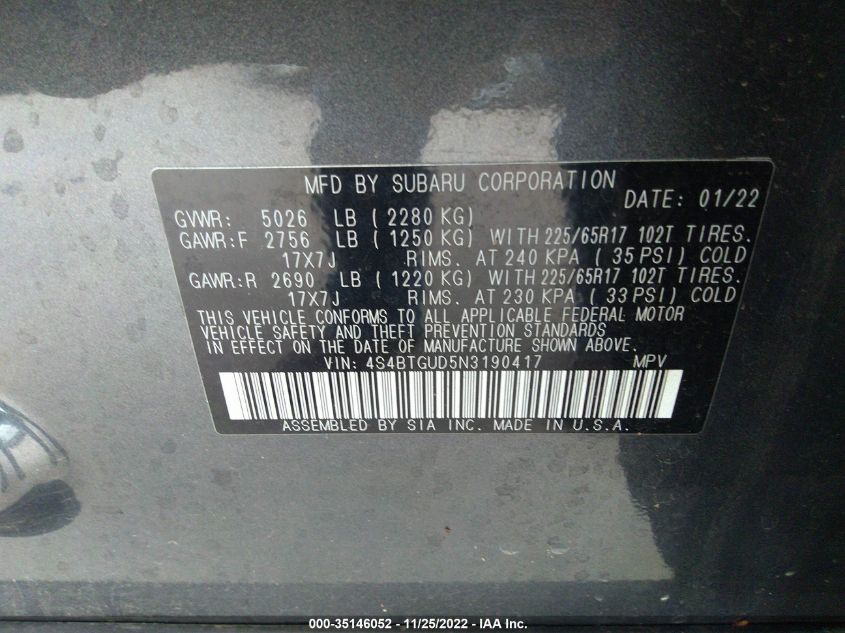 MFD BY SUBARU CORPORATION
DATE: 01/22
GVWR: 5026 LB ( 2280 KG)
GAWR:F 2756 LB ( 1250 KG) WITH 225/65R17 102T TIRES.
17X7J RIMS. AT 240 KPA ( 35 PSI) COLD
GAWR:R 2690 LB ( 1220 KG) WITH 225/65R17 102T TIRES.
17X7J RIMS. AT 230 KPA ( 33 PSI) COLD
THIS VEHICLE CONFORMS TO ALL APPLICABLE FEDERAL MOTOR
VEHICLE SAFETY AND THEFT PREVENTION STANDARDS
IN EFFECT ON THE DATE OF MANUFACTURE SHOWN ABOVE.
VIN: 4S4BTGUD5N3190417 MPV
ASSEMBLED BY SIA INC. MADE IN U.S.A.
000-35146052 - 11/25/2022 - IAA Inc.